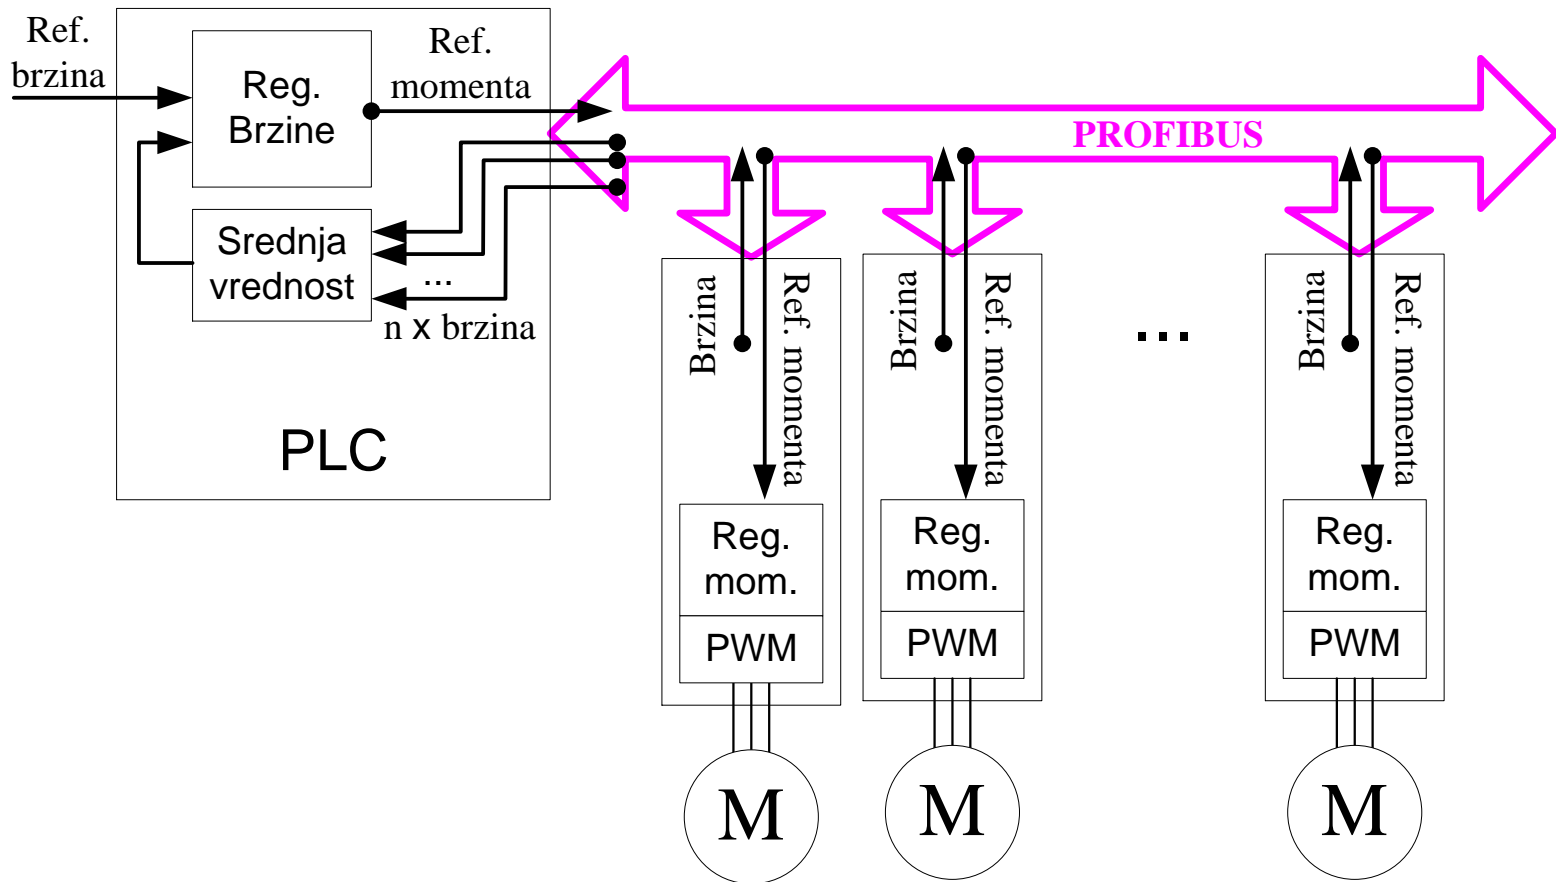 Ref.
brzina
Reg.
Brzine
Ref.
momenta
PROFIBUS
Srednja
vrednost
...
n x brzina
PLC
Brzina
Ref. momenta
Reg.
mom.
PWM
M
Brzina
Ref. momenta
Reg.
mom.
PWM
M
...
Brzina
Ref. momenta
Reg.
mom.
PWM
M